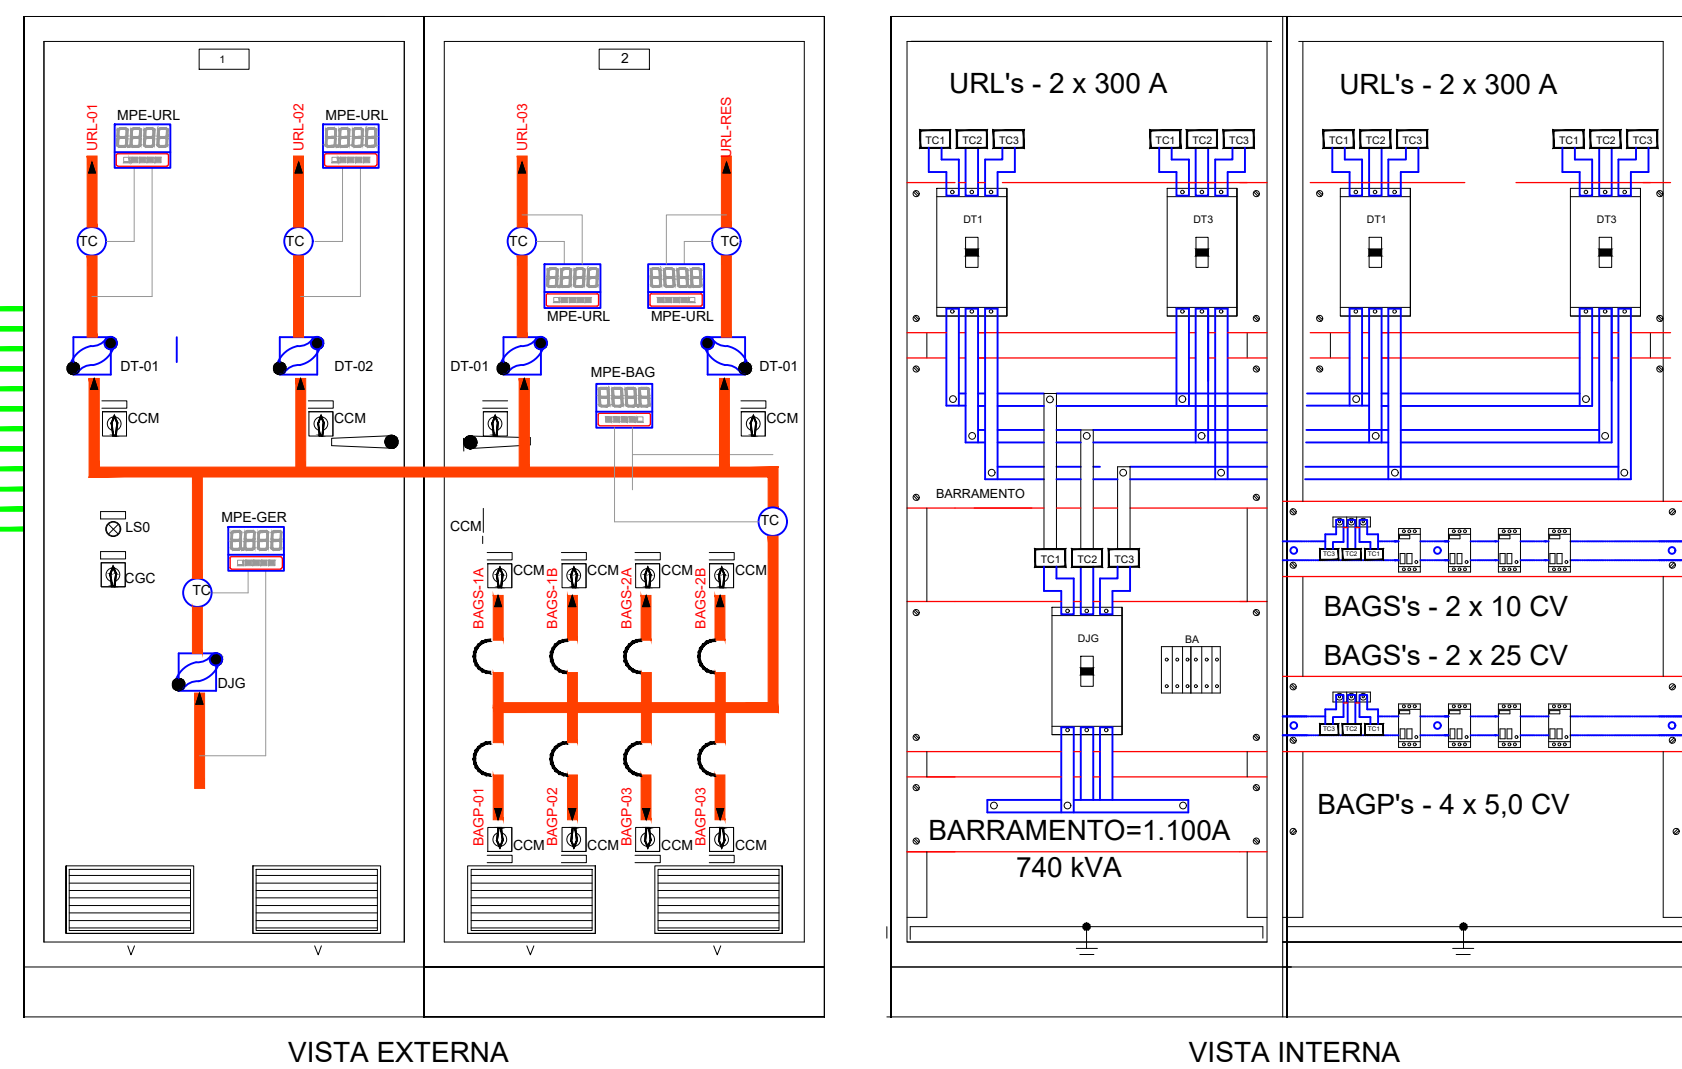 1
2
URL-01
MPE-URL
URL-02
MPE-URL
URL-03
URL-RES
TC
TC
TC
TC
MPE-URL
MPE-URL
DT-01
DT-02
DT-01
DT-01
MPE-BAG
CCM
CCM
CCM
LS0
MPE-GER
CCM
TC
CGC
TC
BAGS-1A
CCM
BAGS-1B
CCM
BAGS-2A
CCM
BAGS-2B
CCM
DJG
BAGP-01
CCM
BAGP-02
CCM
BAGP-03
CCM
BAGP-03
CCM
V
V
V
V
VISTA EXTERNA
URL's - 2 x 300 A
URL's - 2 x 300 A
TC1 TC2 TC3
TC1 TC2 TC3
TC1 TC2 TC3
TC1 TC2 TC3
DT1
DT3
DT1
DT3
BARRAMENTO
TC1 TC2 TC3
TC3 TC2 TC1
DJG
BA
BAGS's - 2 x 10 CV
BAGS's - 2 x 25 CV
TC3 TC2 TC1
BAGP's - 4 x 5,0 CV
BARRAMENTO=1.100A
740 kVA
VISTA INTERNA